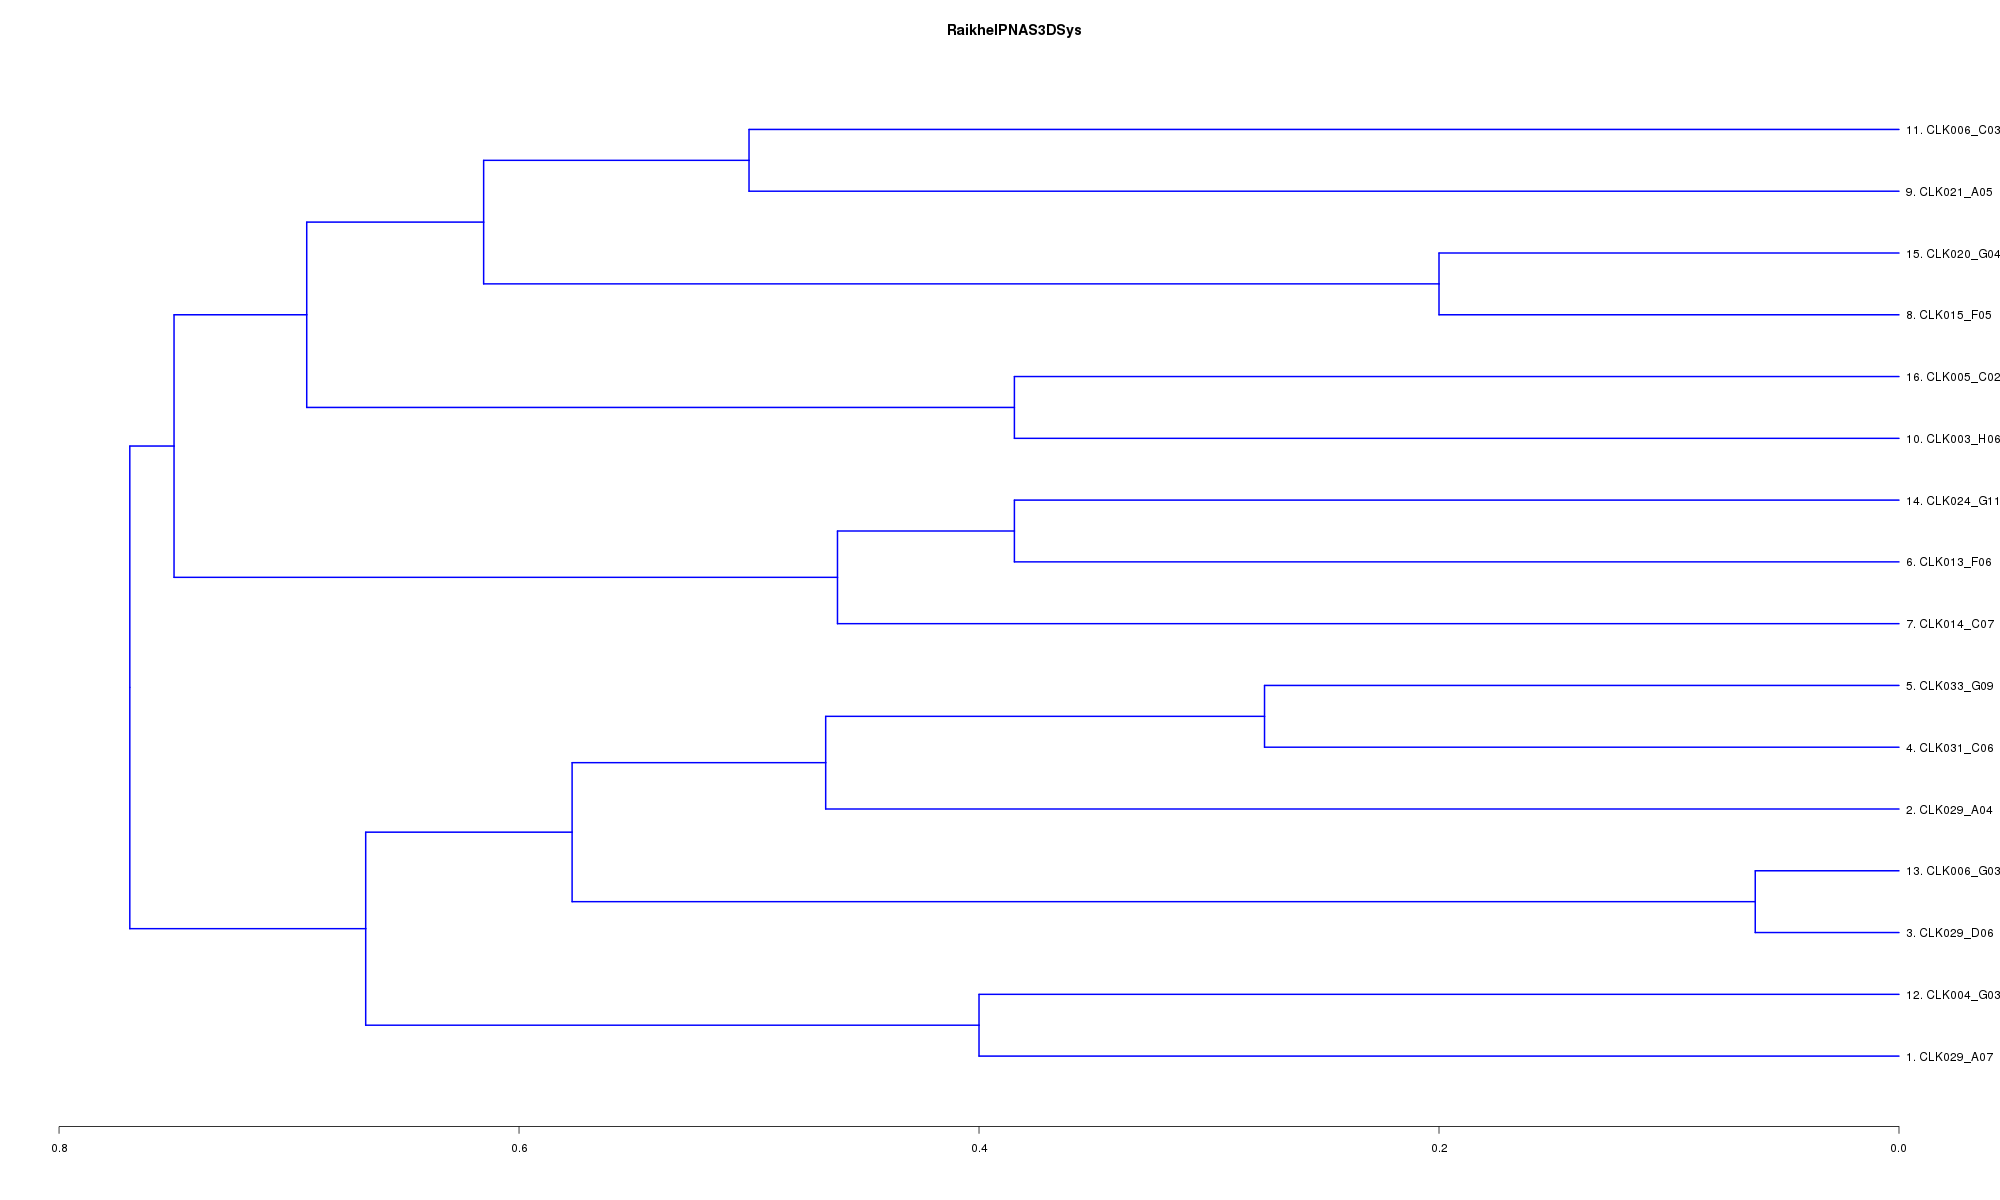 RaikhelPNAS3DSys
11. CLK006_C03
9. CLK021_A05
15. CLK020_G04
8. CLK015_F05
16. CLK005_C02
10. CLK003_H06
14. CLK024_G11
6. CLK013_F06
7. CLK014_C07
5. CLK033_G09
4. CLK031_C06
2. CLK029_A04
13. CLK006_G03
3. CLK029_D06
12. CLK004_G03
1. CLK029_A07
0.8 0.6 0.4 0.2 0.0